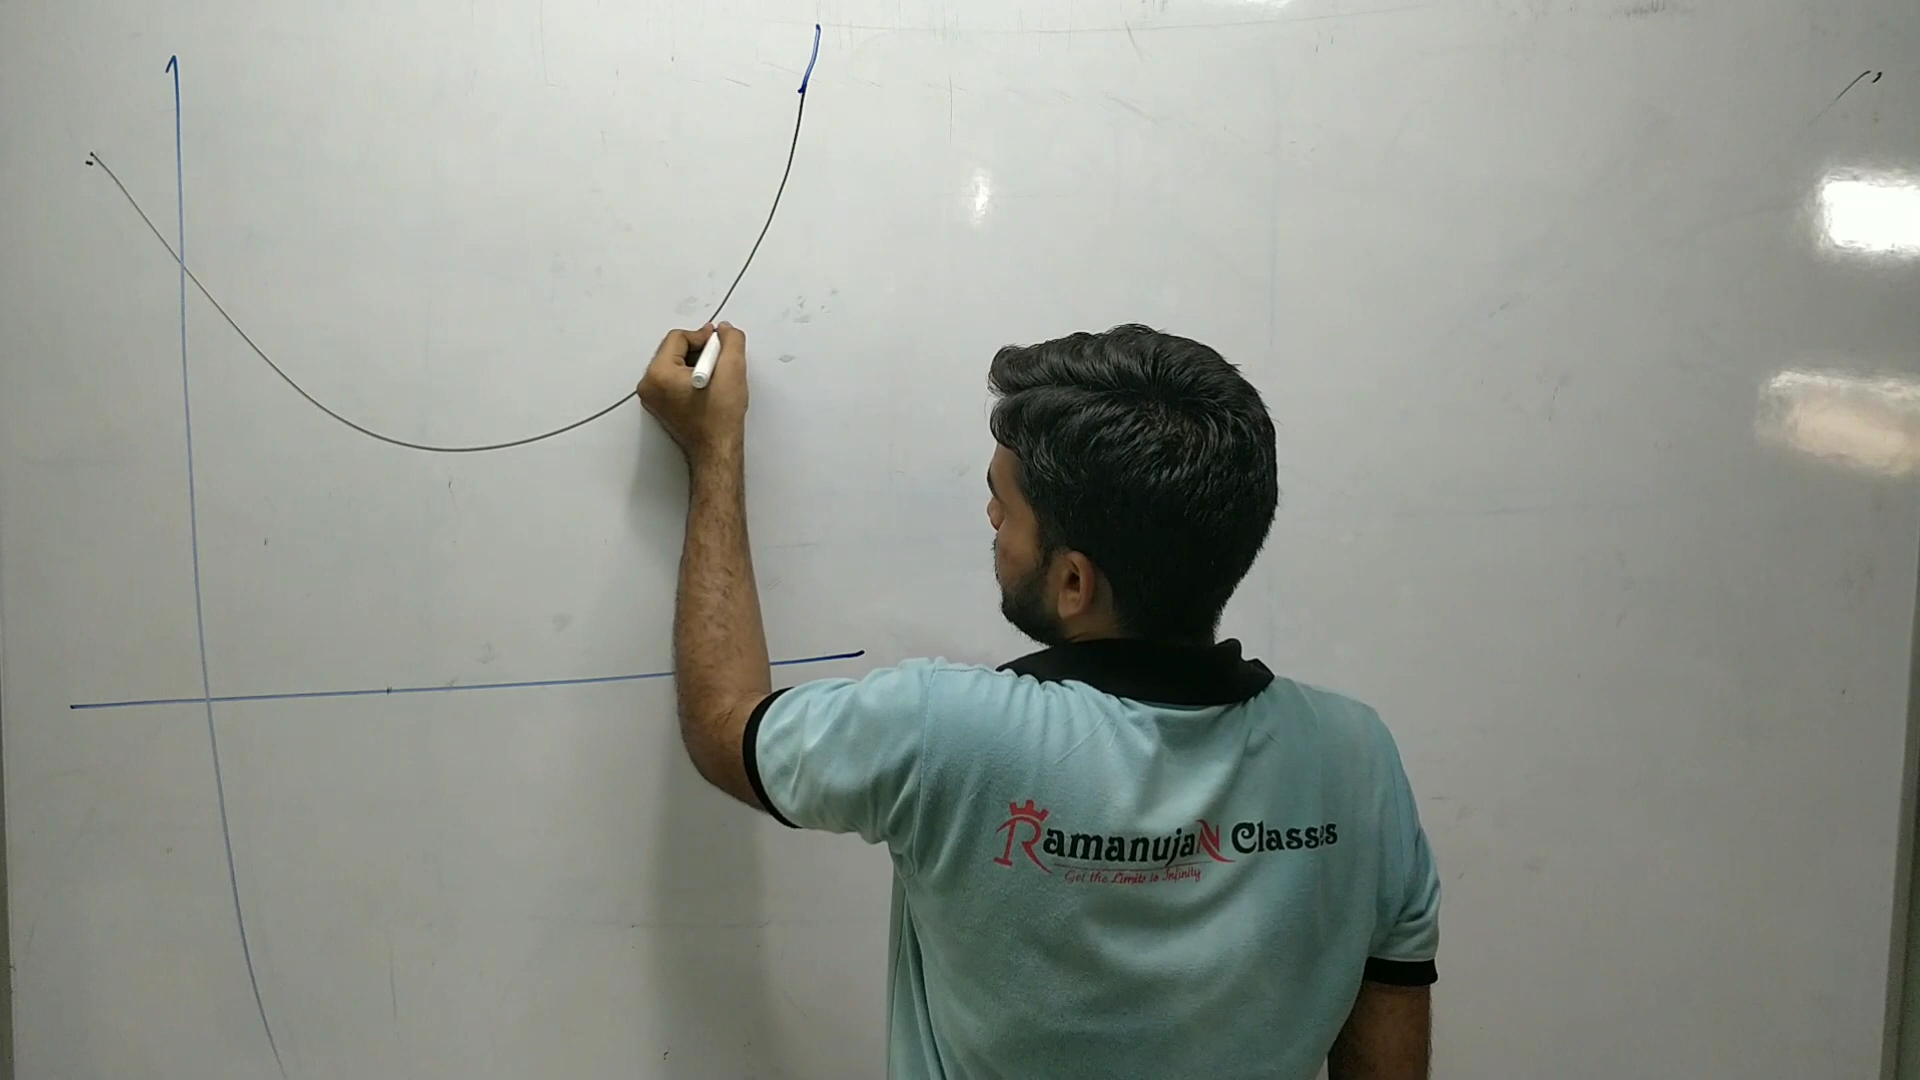 RamanujaN Classes
Get the Limits to Infinity